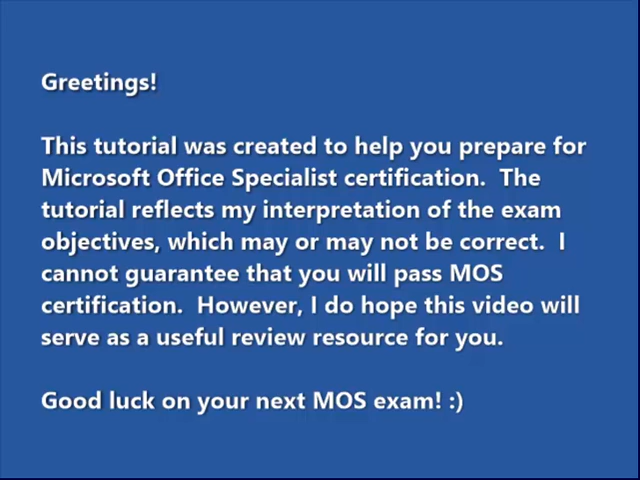 Greetings!
This tutorial was created to help you prepare for
Microsoft Office Specialist certification.  The
tutorial reflects my interpretation of the exam
objectives, which may or may not be correct.  I
cannot guarantee that you will pass MOS
certification.  However, I do hope this video will
serve as a useful review resource for you.
Good luck on your next MOS exam! :)